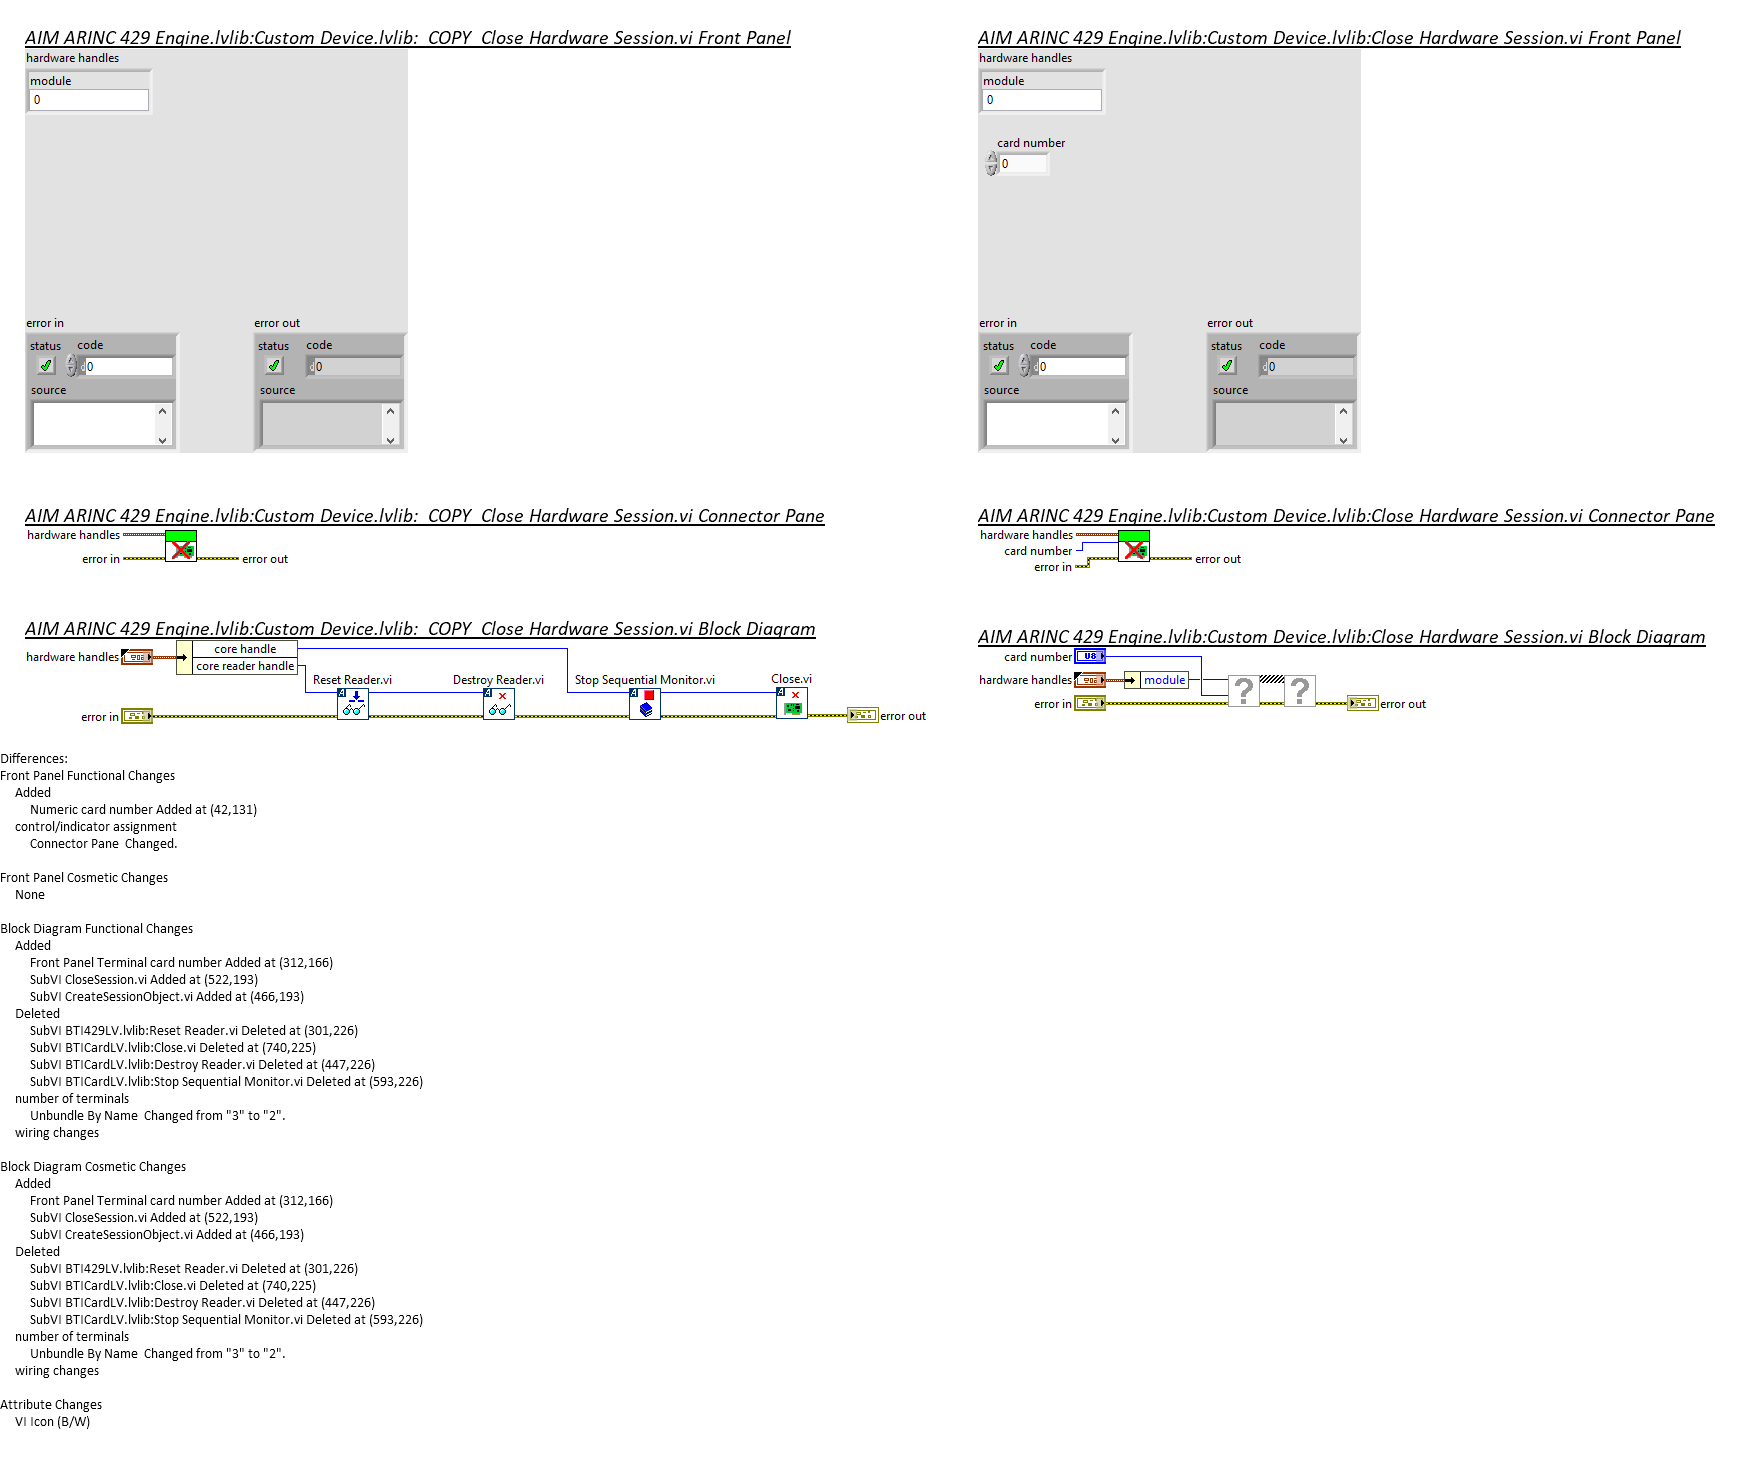 AIM ARINC 429 Engine.lvlib:Custom Device.lvlib:  COPY  Close Hardware Session.vi Front Panel
hardware handles
module
0
error in
status
code
d
0
source
error out
status
code
d
0
source
AIM ARINC 429 Engine.lvlib:Custom Device.lvlib:Close Hardware Session.vi Front Panel
hardware handles
module
0
card number
0
error in
status
code
d
0
source
error out
status
code
d
0
source
AIM ARINC 429 Engine.lvlib:Custom Device.lvlib:  COPY  Close Hardware Session.vi Connector Pane
hardware handles
error in
error out
AIM ARINC 429 Engine.lvlib:Custom Device.lvlib:Close Hardware Session.vi Connector Pane
hardware handles
card number
error in
error out
AIM ARINC 429 Engine.lvlib:Custom Device.lvlib:  COPY  Close Hardware Session.vi Block Diagram
hardware handles
core handle
core reader handle
Reset Reader.vi
Destroy Reader.vi
Stop Sequential Monitor.vi
Close.vi
A
A
A
A
error in
error out
AIM ARINC 429 Engine.lvlib:Custom Device.lvlib:Close Hardware Session.vi Block Diagram
card number
U8
hardware handles
module
?
?
error in
error out
Differences:
Front Panel Functional Changes
Added
Numeric card number Added at (42,131)
control/indicator assignment
Connector Pane  Changed.
Front Panel Cosmetic Changes
None
Block Diagram Functional Changes
Added
Front Panel Terminal card number Added at (312,166)
SubVI CloseSession.vi Added at (522,193)
SubVI CreateSessionObject.vi Added at (466,193)
Deleted
SubVI BTI429LV.lvlib:Reset Reader.vi Deleted at (301,226)
SubVI BTICardLV.lvlib:Close.vi Deleted at (740,225)
SubVI BTICardLV.lvlib:Destroy Reader.vi Deleted at (447,226)
SubVI BTICardLV.lvlib:Stop Sequential Monitor.vi Deleted at (593,226)
number of terminals
Unbundle By Name  Changed from "3" to "2".
wiring changes
Block Diagram Cosmetic Changes
Added
Front Panel Terminal card number Added at (312,166)
SubVI CloseSession.vi Added at (522,193)
SubVI CreateSessionObject.vi Added at (466,193)
Deleted
SubVI BTI429LV.lvlib:Reset Reader.vi Deleted at (301,226)
SubVI BTICardLV.lvlib:Close.vi Deleted at (740,225)
SubVI BTICardLV.lvlib:Destroy Reader.vi Deleted at (447,226)
SubVI BTICardLV.lvlib:Stop Sequential Monitor.vi Deleted at (593,226)
number of terminals
Unbundle By Name  Changed from "3" to "2".
wiring changes
Attribute Changes
VI Icon (B/W)